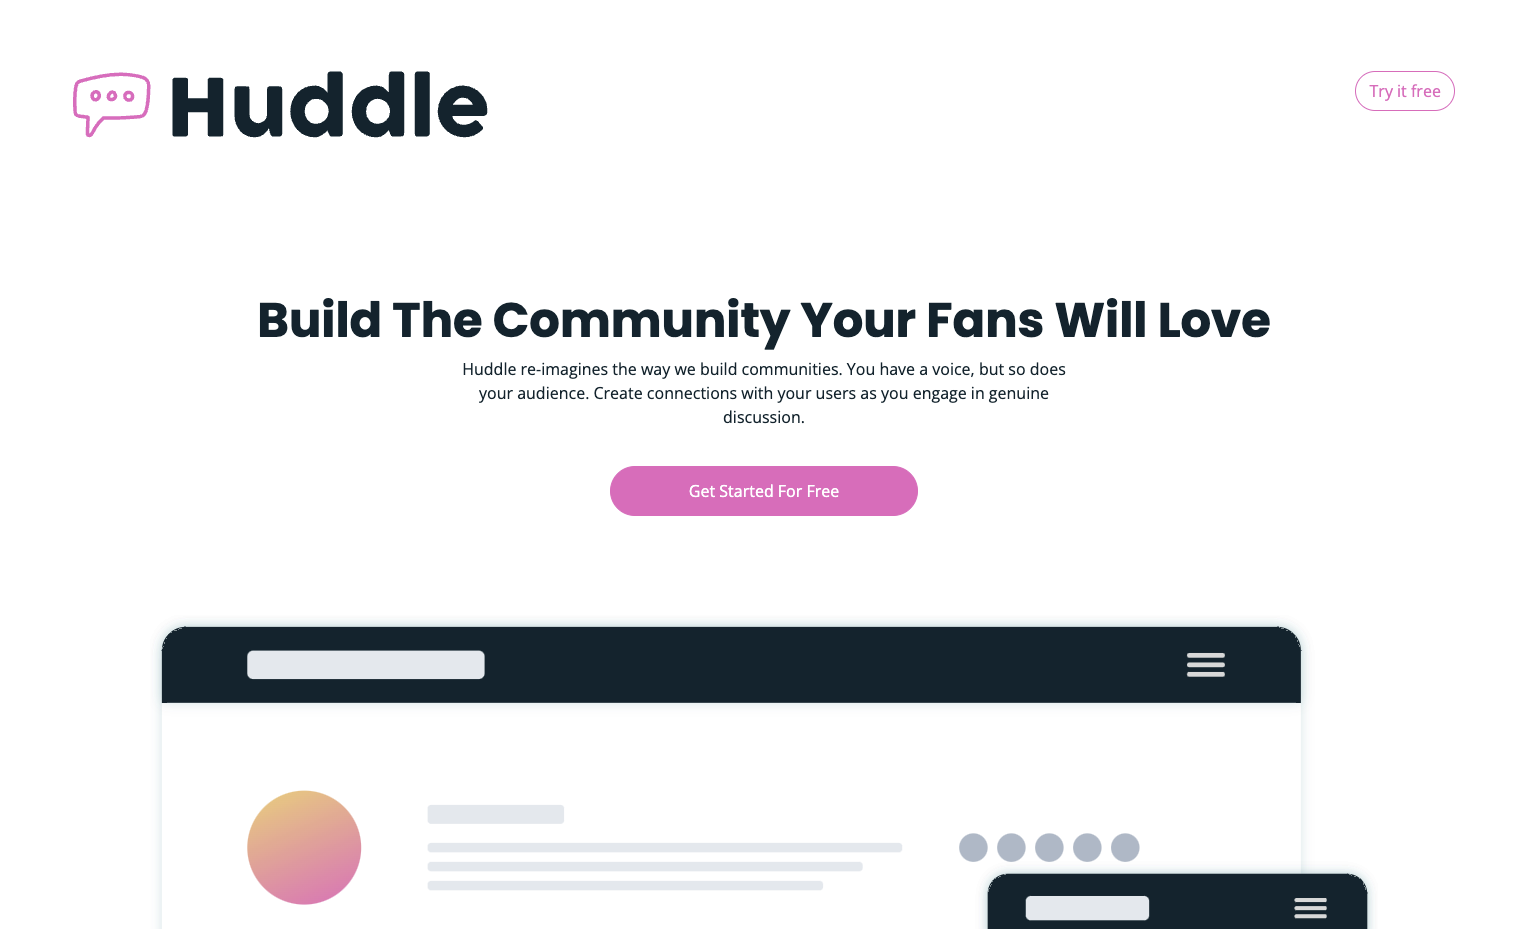 Huddle
Try it free
Build The Community Your Fans Will Love
Huddle re-imagines the way we build communities. You have a voice, but so does
your audience. Create connections with your users as you engage in genuine
discussion.
Get Started For Free